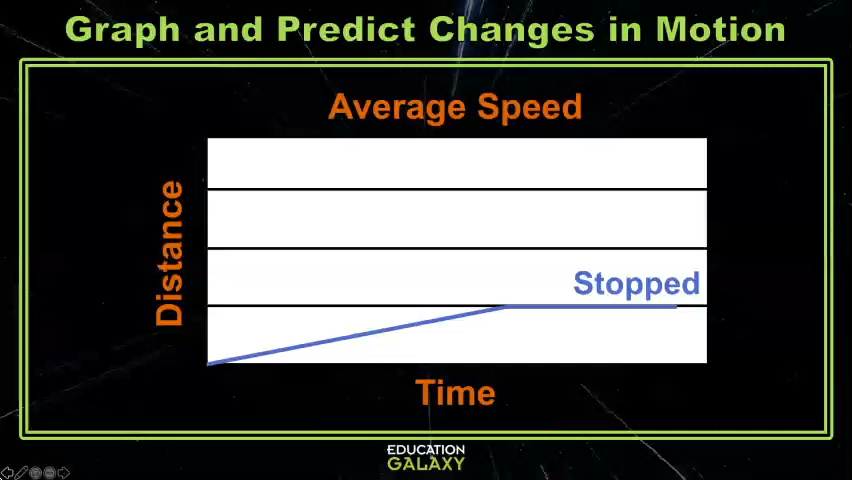 Graph and Predict Changes in Motion
Average Speed
Distance
Stopped
Time
EDUCATION
GALAXY